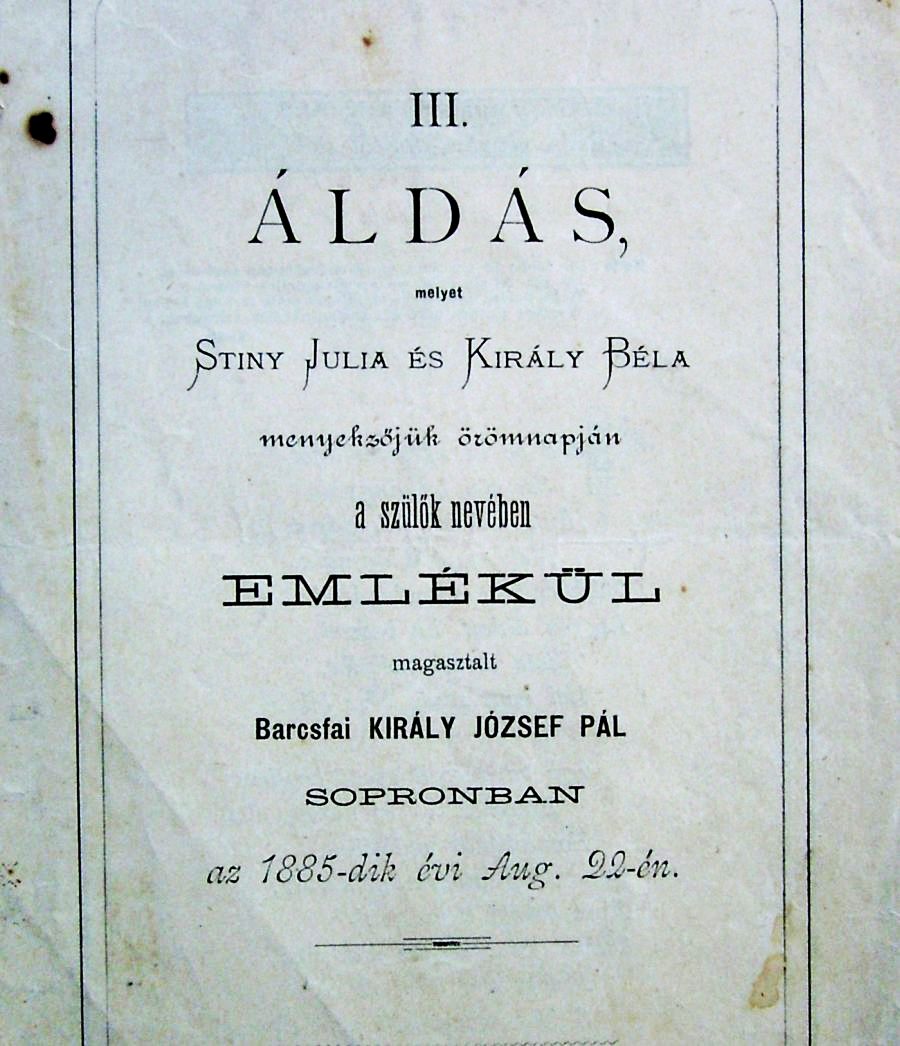 III.
ÁLDÁS,
melyet
STINY JULIA ÉS KIRÁLY BÉLA
menyekzőjük örömnapján
a szülők nevében
EMLÉKÜL
magasztalt
Barcsfai KIRÁLY JÓZSEF PÁL
SOPRONBAN
az 1885-dik évi Aug. 22-én.